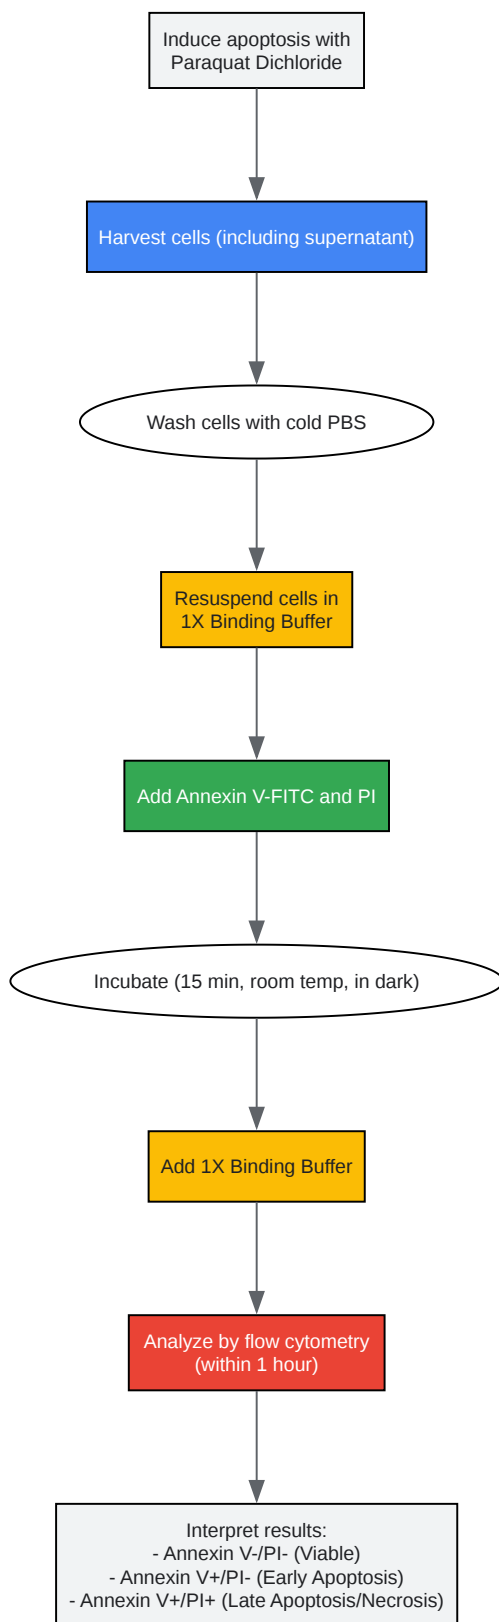 Induce apoptosis with
Paraquat Dichloride
Harvest cells (including supernatant)
Wash cells with cold PBS
Resuspend cells in
1X Binding Buffer
Add Annexin V-FITC and PI
Incubate (15 min, room temp, in dark)
Add 1X Binding Buffer
Analyze by flow cytometry
(within 1 hour)
Interpret results:
- Annexin V-/PI- (Viable)
- Annexin V+/PI- (Early Apoptosis)
- Annexin V+/PI+ (Late Apoptosis/Necrosis)